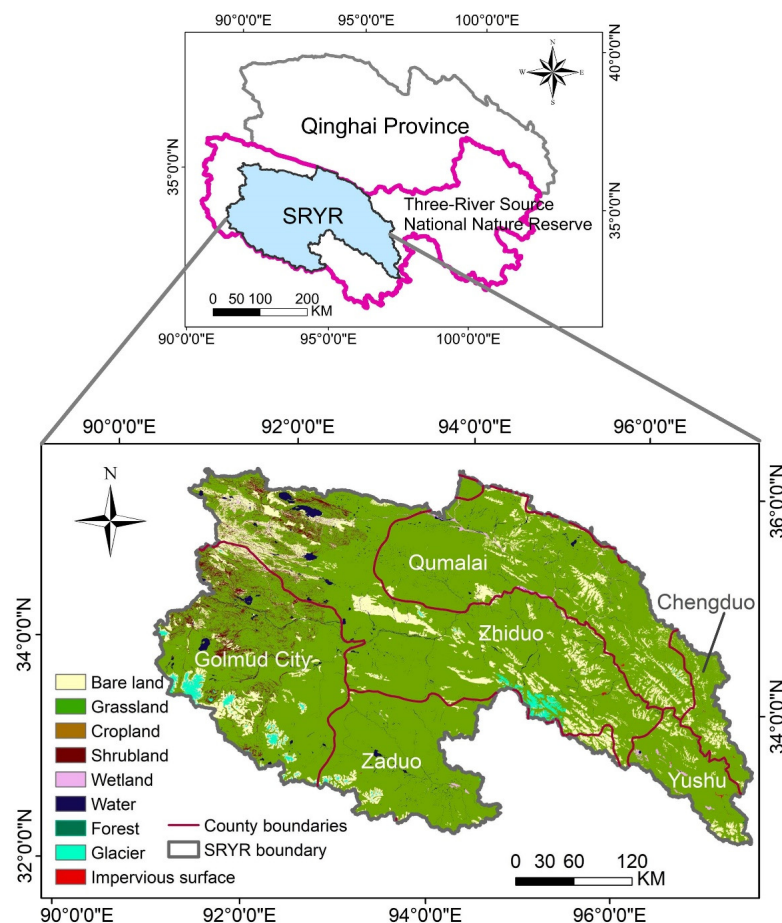 90°0'0"E 95°0'0"E 100°0'0"E
40°0'0"N
N
W E
S
Qinghai Province
35°0'0"N
35°0'0"N
Three-River Source
National Nature Reserve
SRYR
0 50 100 200
KM
90°0'0"E 95°0'0"E 100°0'0"E
90°0'0"E 92°0'0"E 94°0'0"E 96°0'0"E
N
36°0'0"N
Qumalai
Chengduo
34°0'0"N
Zhiduo
Golmud City
Bare land
Grassland
Cropland
Shrubland
Wetland
Water
Forest
Glacier
Impervious surface
County boundaries
SRYR boundary
34°0'0"N
Zaduo
Yushu
32°0'0"N
0 30 60 120
KM
90°0'0"E 92°0'0"E 94°0'0"E 96°0'0"E